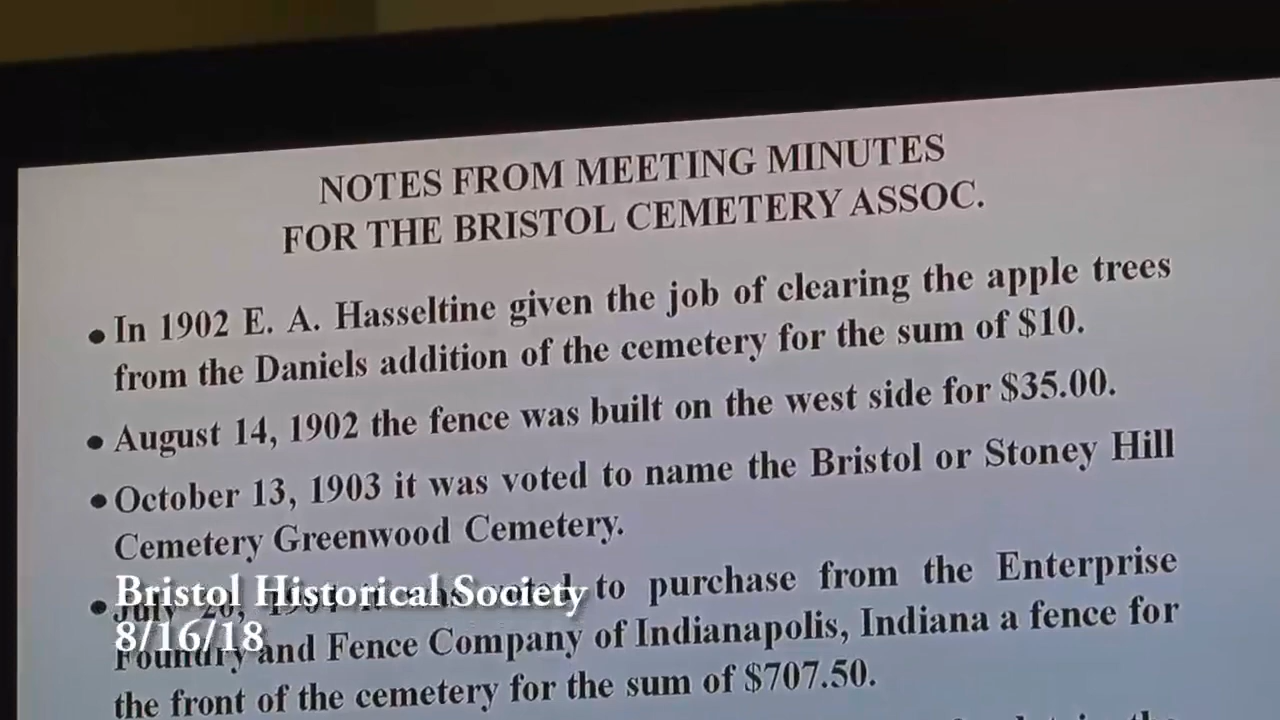 NOTES FROM MEETING MINUTES
FOR THE BRISTOL CEMETERY ASSOC.
• In 1902 E. A. Hasseltine given the job of clearing the apple trees
from the Daniels addition of the cemetery for the sum of $10.
• August 14, 1902 the fence was built on the west side for $35.00.
• October 13, 1903 it was voted to name the Bristol or Stoney Hill
Cemetery Greenwood Cemetery.
• July to purchase from the Enterprise
Bristol Historical Society
Foundry and Fence Company of Indianapolis, Indiana a fence for
8/16/18
the front of the cemetery for the sum of $707.50.